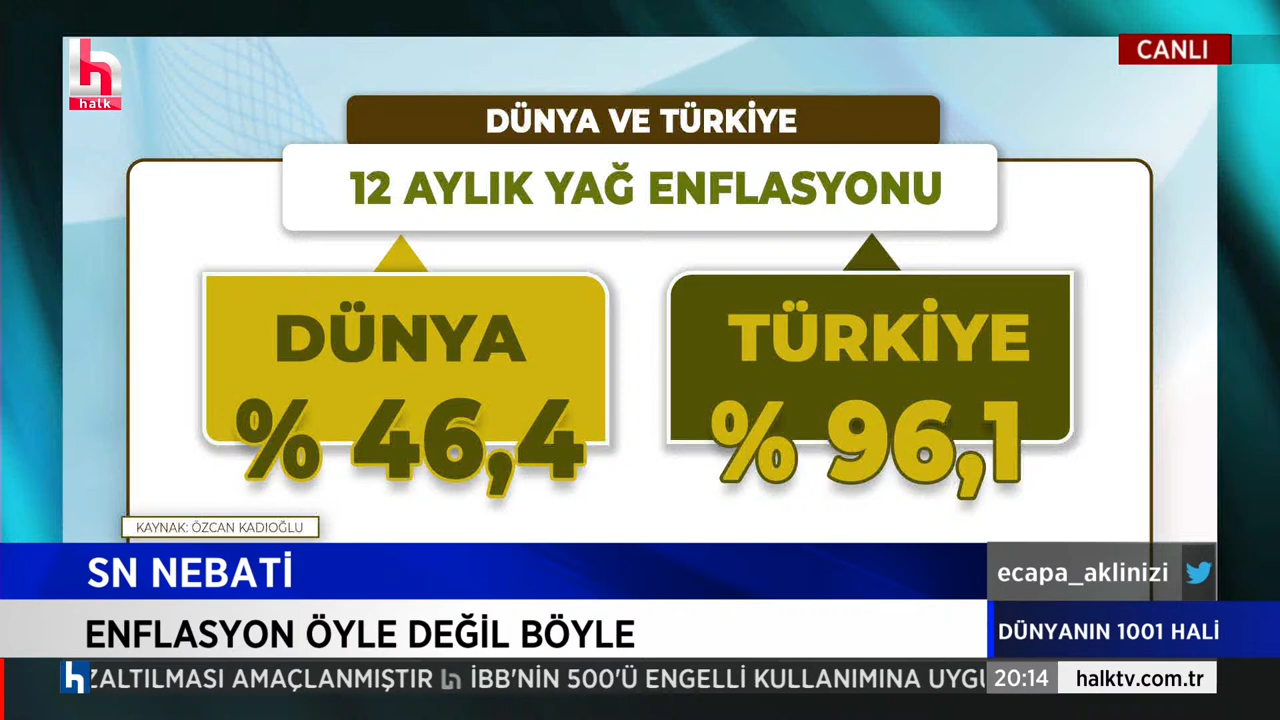 halk
CANLI
DÜNYA VE TÜRKİYE
12 AYLIK YAĞ ENFLASYONU
DÜNYA
% 46,4
TÜRKİYE
% 96,1
KAYNAK: ÖZCAN KADIOĞLU
SN NEBATİ
ecapa_aklinizi
ENFLASYON ÖYLE DEĞİL BÖYLE
DÜNYANIN 1001 HALİ
ZALTILMASI AMAÇLANMIŞTIR İBB'NİN 500'Ü ENGELLİ KULLANIMINA UYGU
20:14
halktv.com.tr